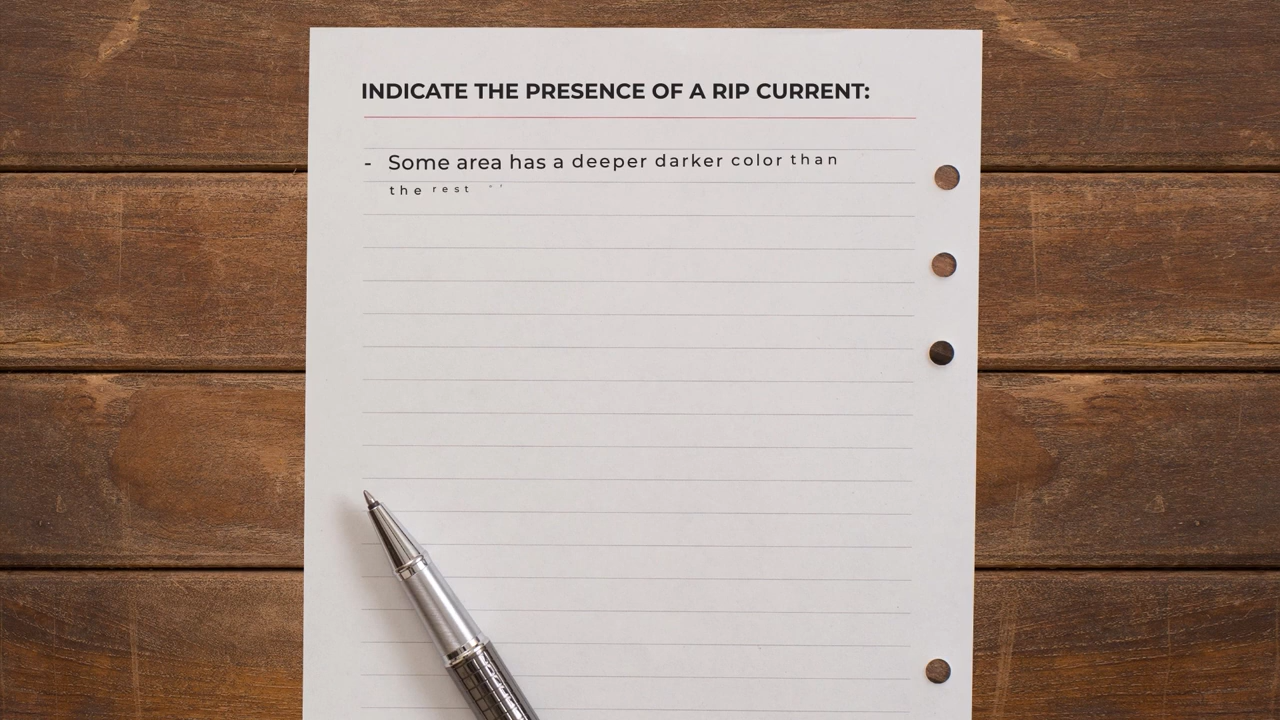 INDICATE THE PRESENCE OF A RIP CURRENT:
- Some area has a deeper darker color than
the rest